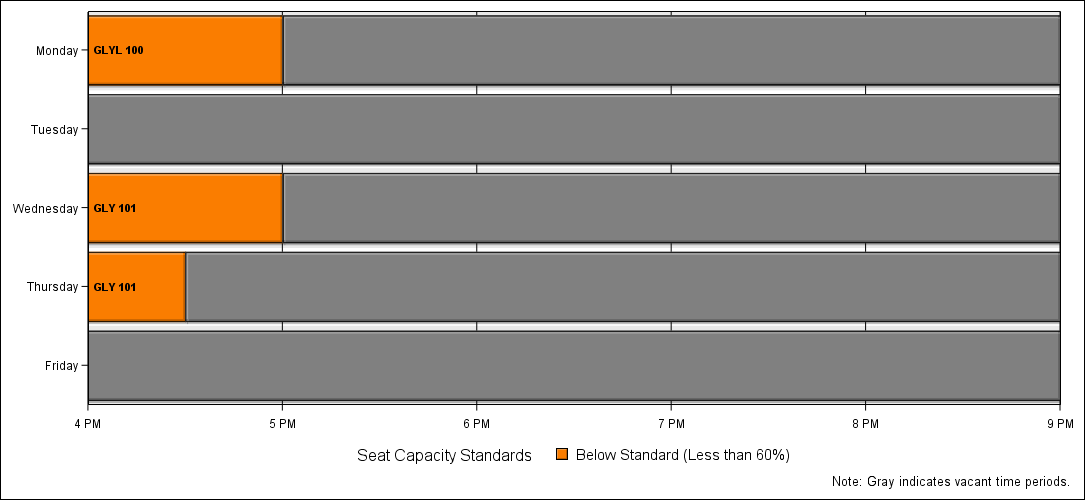 Monday
GLYL 100
Tuesday
Wednesday
GLY 101
Thursday
GLY 101
Friday
4 PM 5 PM 6 PM 7 PM 8 PM 9 PM
Seat Capacity Standards Below Standard (Less than 60%)
Note: Gray indicates vacant time periods.